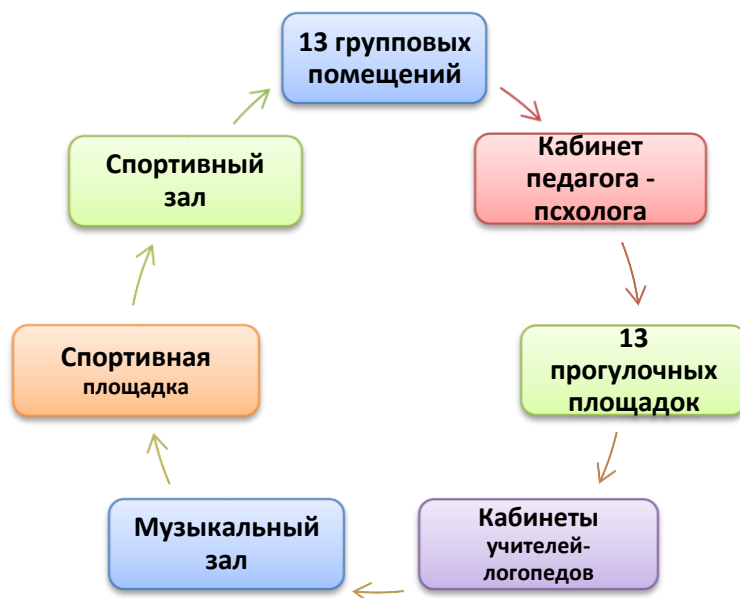 13 групповых
помещений
Кабинет
педагога -
псхолога
13
прогулочных
площадок
Кабинеты
учителей-
логопедов
Музыкальный
зал
Спортивная
площадка
Спортивный
зал